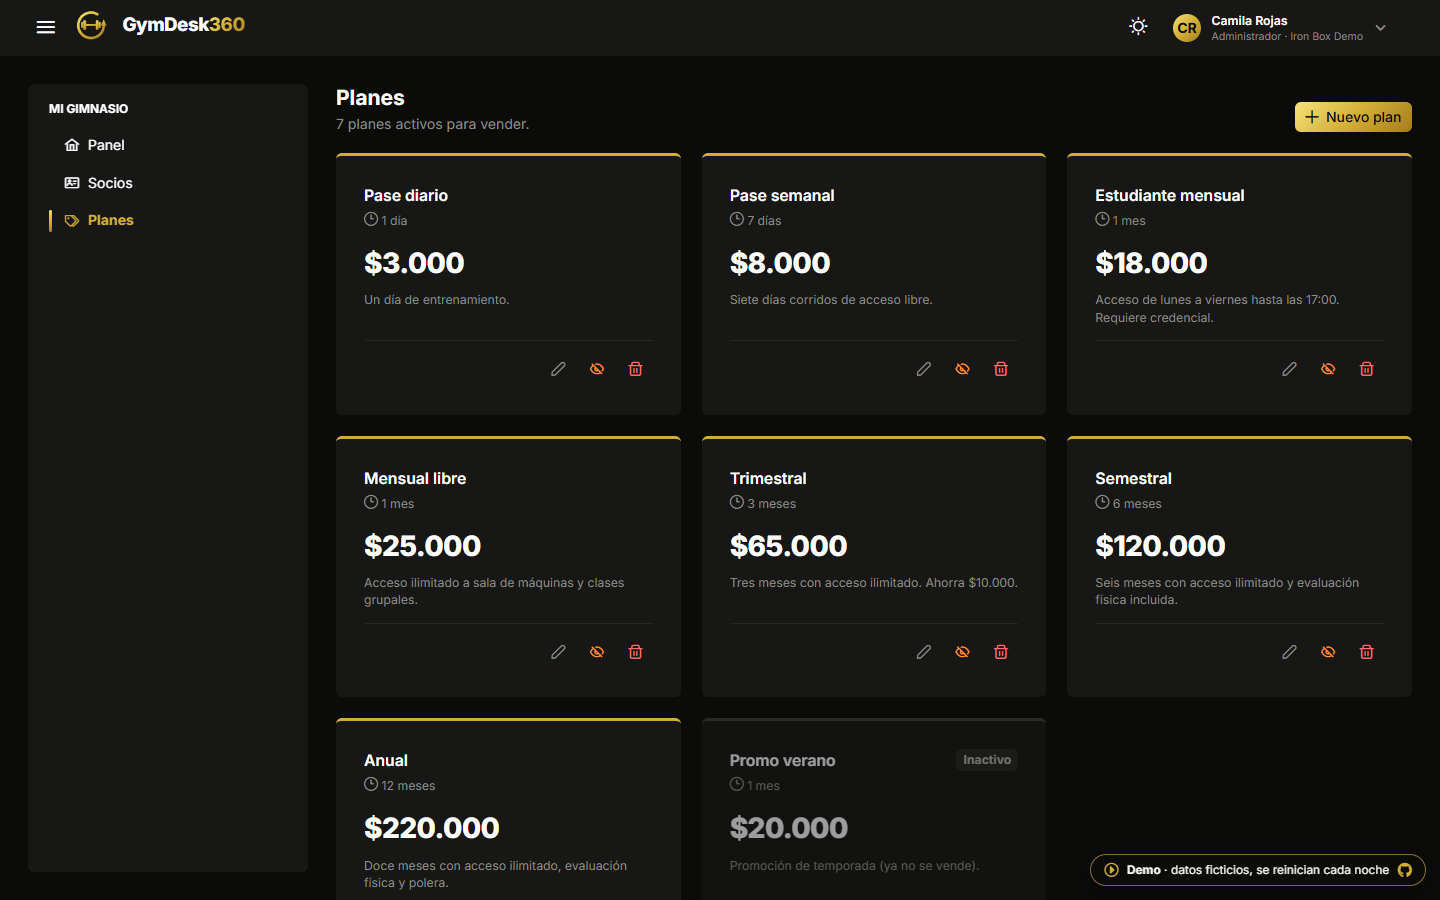 GymDesk360
CR
Camila Rojas
Administrador · Iron Box Demo
MI GIMNASIO
Panel
Socios
Planes
Planes
7 planes activos para vender.
Nuevo plan
Pase diario
1 día
$3.000
Un día de entrenamiento.
Pase semanal
7 días
$8.000
Siete días corridos de acceso libre.
Estudiante mensual
1 mes
$18.000
Acceso de lunes a viernes hasta las 17:00.
Requiere credencial.
Mensual libre
1 mes
$25.000
Acceso ilimitado a sala de máquinas y clases
grupales.
Trimestral
3 meses
$65.000
Tres meses con acceso ilimitado. Ahorra $10.000.
Semestral
6 meses
$120.000
Seis meses con acceso ilimitado y evaluación
física incluida.
Anual
12 meses
$220.000
Doce meses con acceso ilimitado, evaluación
física y polera.
Promo verano
Inactivo
1 mes
$20.000
Promoción de temporada (ya no se vende).
Demo · datos ficticios, se reinician cada noche